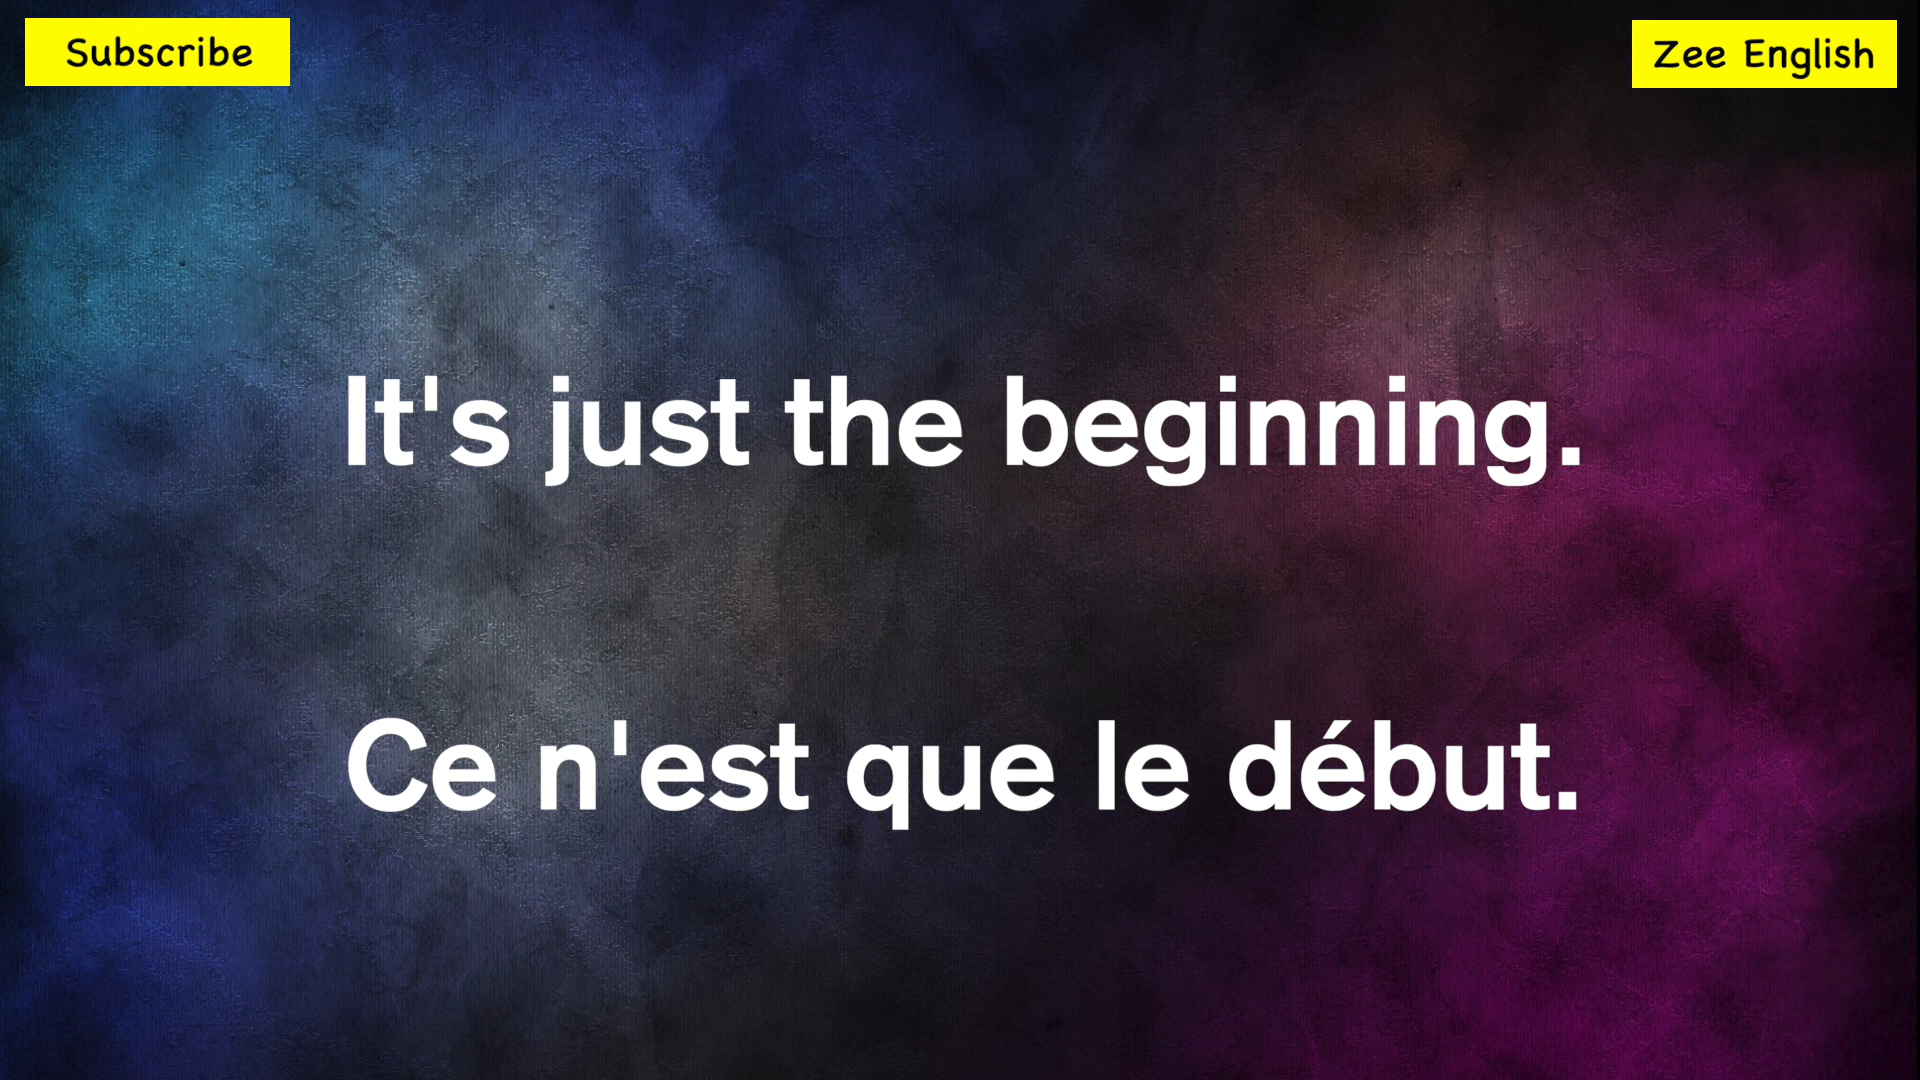 Subscribe
Zee English
It's just the beginning.
Ce n'est que le début.